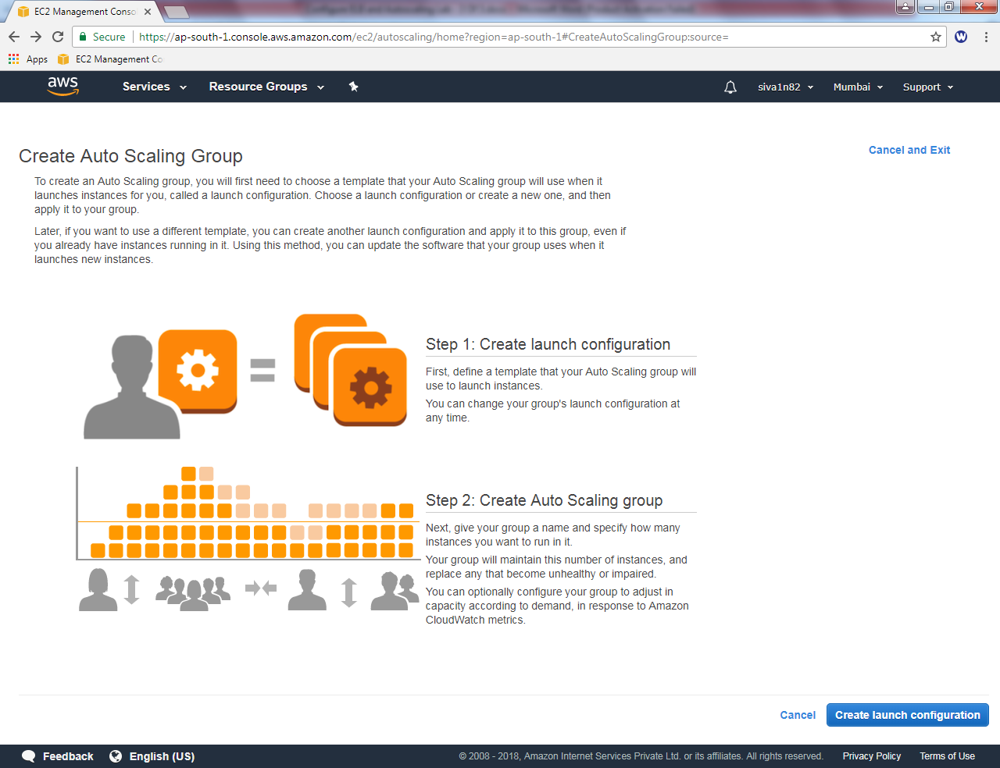 EC2 Management Conso
Secure
https://ap-south-1.console.aws.amazon.com/ec2/autoscaling/home?region=ap-south-1#CreateAutoScalingGroup:source=
W
Apps
EC2 Management Co
aws
Services
Resource Groups
siva1n82
Mumbai
Support
Create Auto Scaling Group
Cancel and Exit
To create an Auto Scaling group, you will first need to choose a template that your Auto Scaling group will use when it
launches instances for you, called a launch configuration. Choose a launch configuration or create a new one, and then
apply it to your group.
Later, if you want to use a different template, you can create another launch configuration and apply it to this group, even if
you already have instances running in it. Using this method, you can update the software that your group uses when it
launches new instances.
Step 1: Create launch configuration
First, define a template that your Auto Scaling group will
use to launch instances.
You can change your group's launch configuration at
any time.
Step 2: Create Auto Scaling group
Next, give your group a name and specify how many
instances you want to run in it.
Your group will maintain this number of instances, and
replace any that become unhealthy or impaired.
You can optionally configure your group to adjust in
capacity according to demand, in response to Amazon
CloudWatch metrics.
Cancel
Create launch configuration
Feedback
English (US)
© 2008 - 2018, Amazon Internet Services Private Ltd. or its affiliates. All rights reserved.
Privacy Policy
Terms of Use